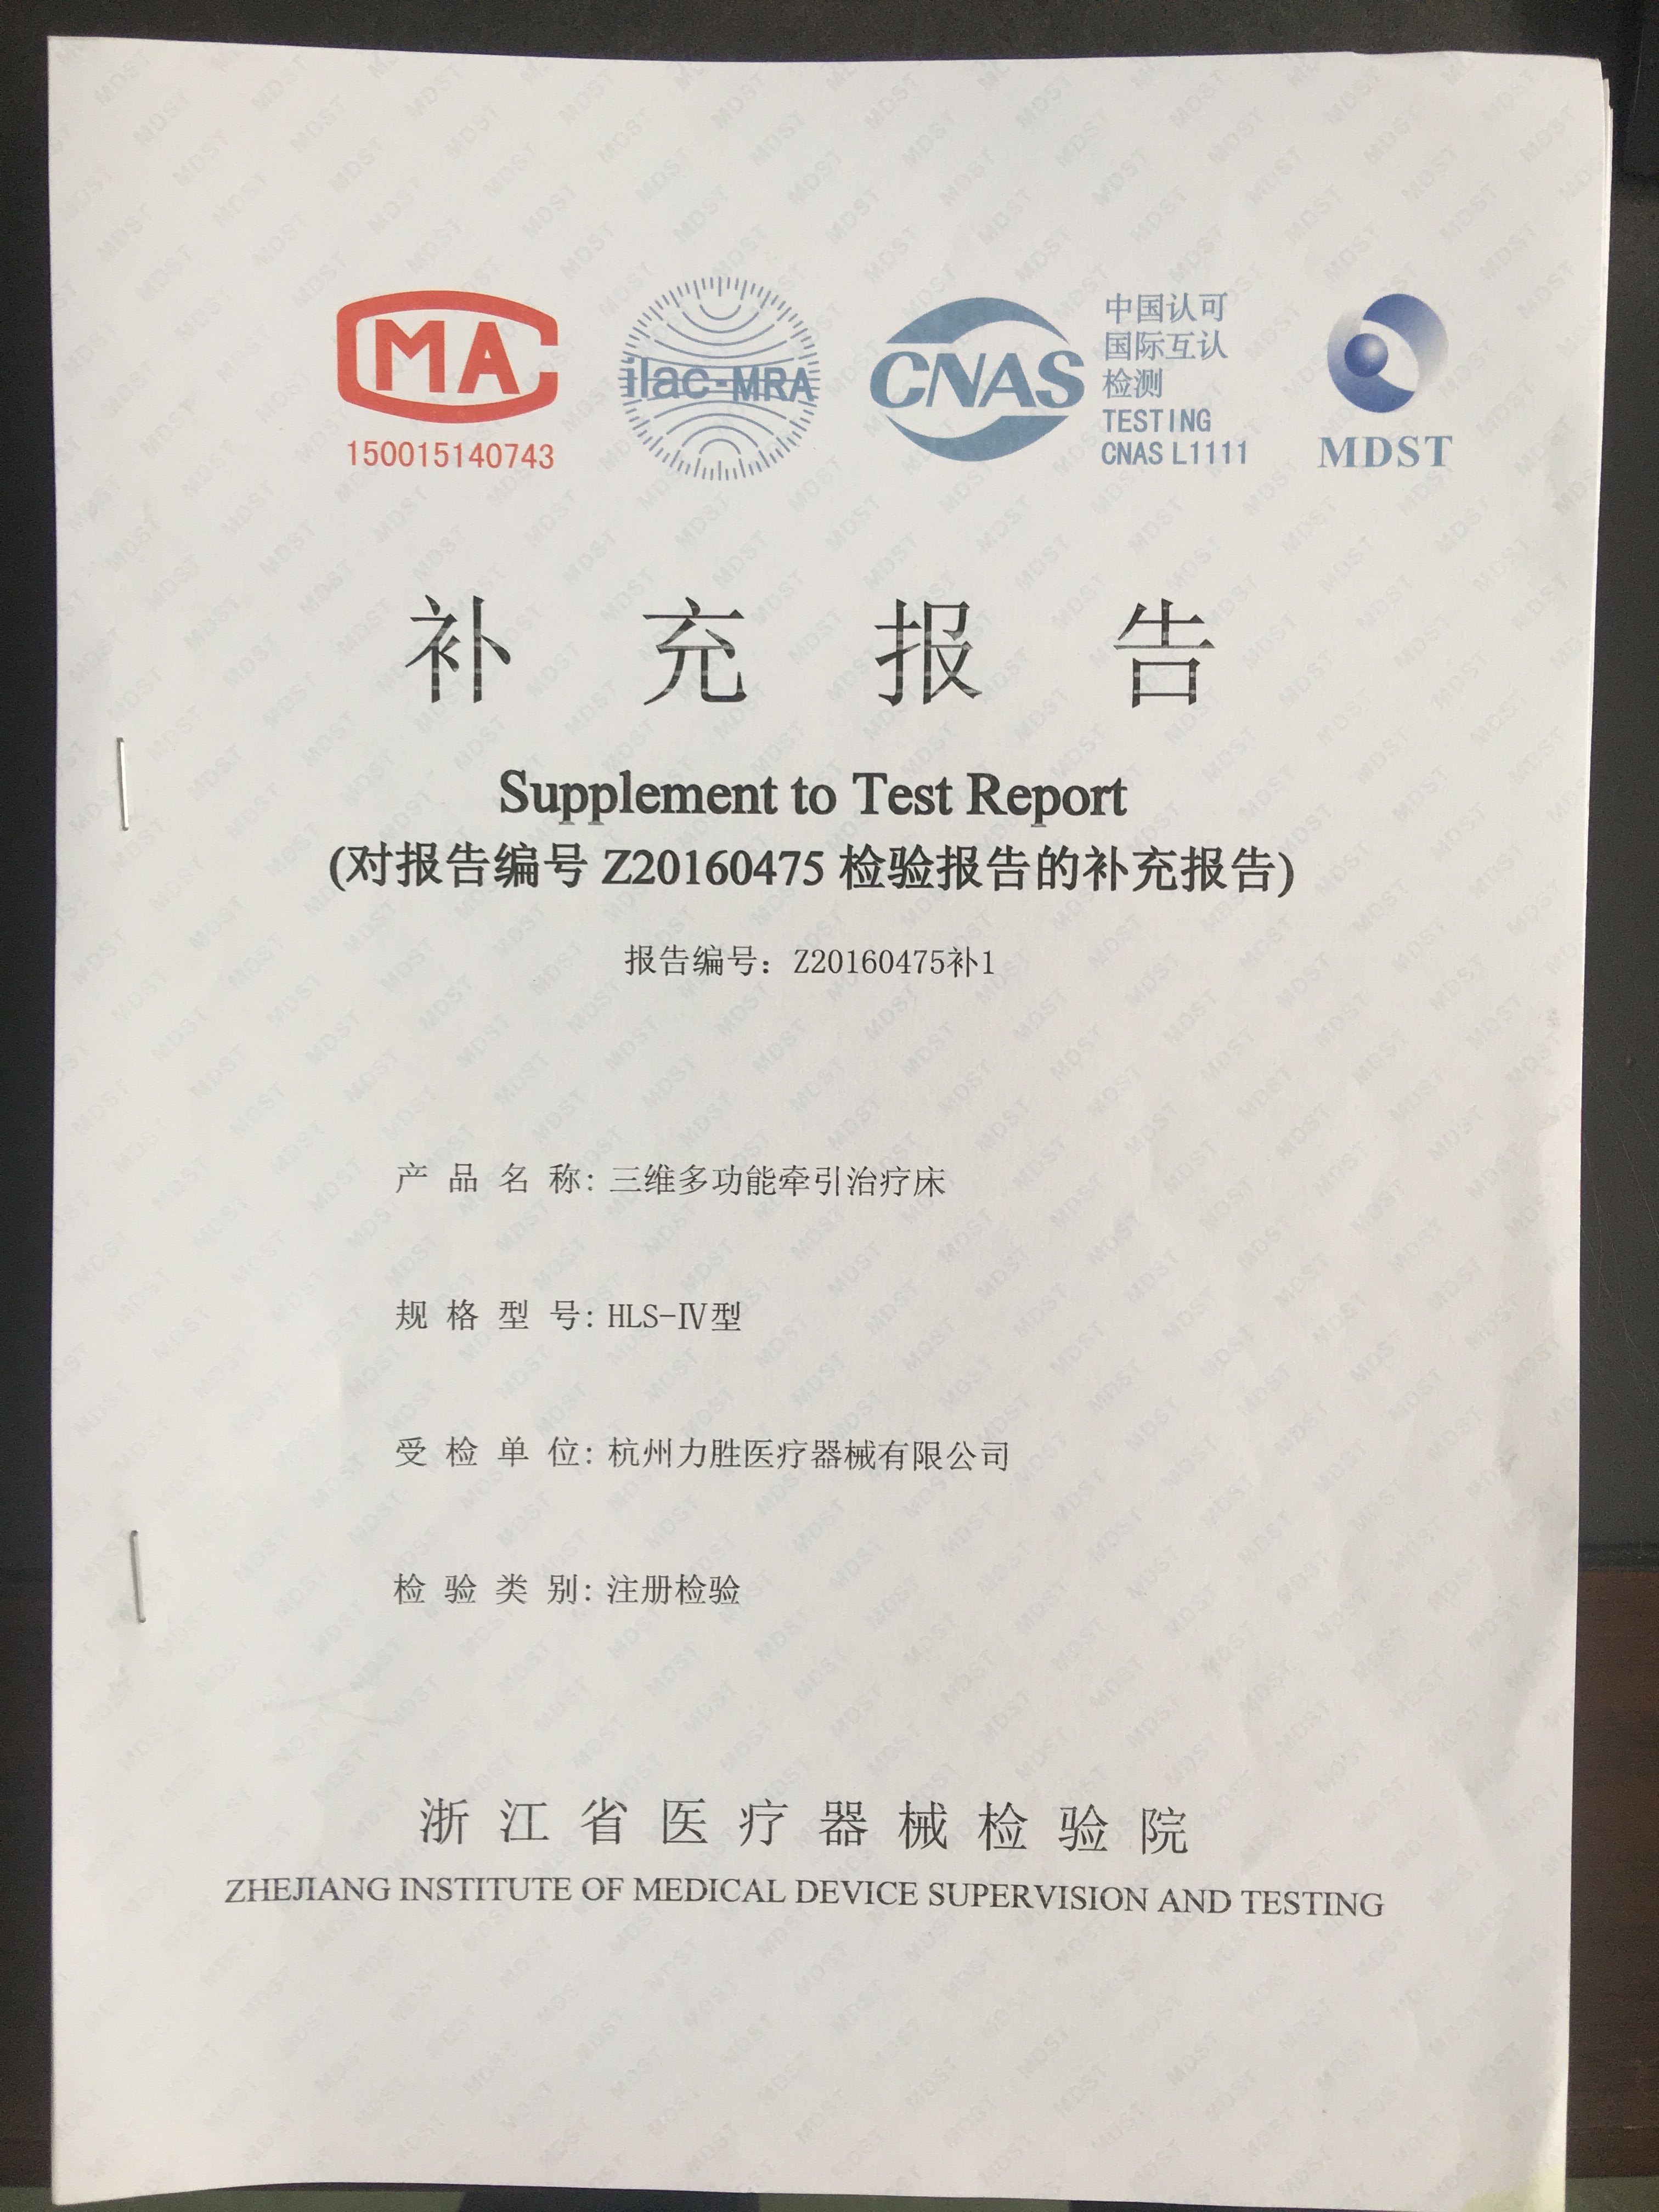 CMA
150015140743
ilac-MRA
CNAS
中国认可
国际互认
检测
TESTING
CNAS L1111
MDST
补充报告
Supplement to Test Report
(对报告编号 Z20160475 检验报告的补充报告)
报告编号：Z20160475补1
产品名称：三维多功能牵引治疗床
规格型号：HLS-Ⅳ型
受检单位：杭州力胜医疗器械有限公司
检验类别：注册检验
浙江省医疗器械检验院
ZHEJIANG INSTITUTE OF MEDICAL DEVICE SUPERVISION AND TESTING